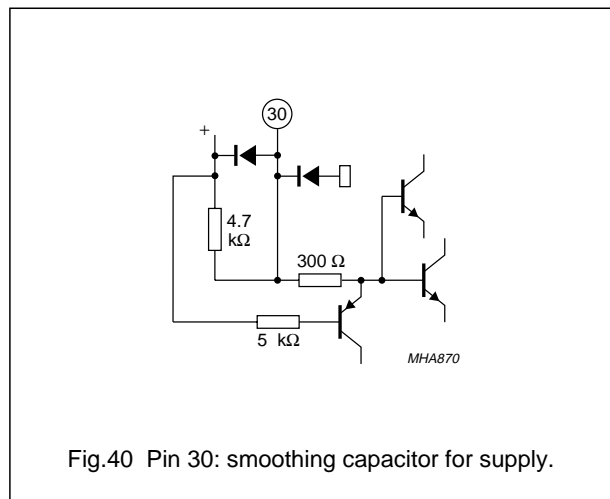 30
+
4.7
kΩ
300 Ω
5 kΩ
MHA870
Fig.40 Pin 30: smoothing capacitor for supply.